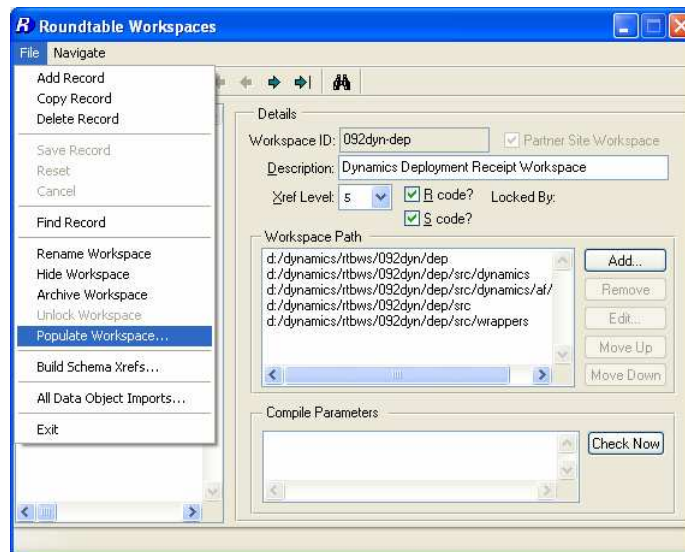 R Roundtable Workspaces
File Navigate
Add Record
Copy Record
Delete Record
Save Record
Reset
Cancel
Find Record
Rename Workspace
Hide Workspace
Archive Workspace
Unlock Workspace
Populate Workspace...
Build Schema Xrefs...
All Data Object Imports...
Exit
Details
Workspace ID: 092dyn-dep Partner Site Workspace
Description: Dynamics Deployment Receipt Workspace
Xref Level: 5 R code? Locked By:
S code?
Workspace Path
d:/dynamics/rtbws/092dyn/dep
d:/dynamics/rtbws/092dyn/dep/src/dynamics
d:/dynamics/rtbws/092dyn/dep/src/dynamics/af/
d:/dynamics/rtbws/092dyn/dep/src
d:/dynamics/rtbws/092dyn/dep/src/wrappers
Add...
Remove
Edit...
Move Up
Move Down
Compile Parameters
Check Now